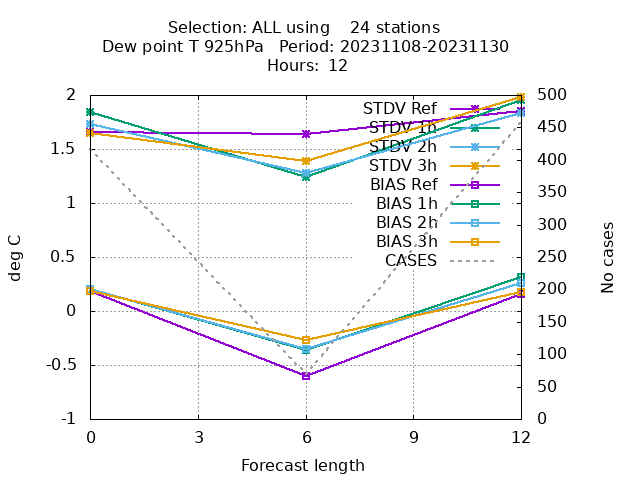 Selection: ALL using    24 stations
Dew point T 925hPa   Period: 20231108-20231130
Hours:  12
STDV Ref
STDV 1h
STDV 2h
STDV 3h
BIAS Ref
BIAS 1h
BIAS 2h
BIAS 3h
CASES
2
1.5
1
0.5
0
-0.5
-1
500
450
400
350
300
250
200
150
100
50
0
deg C
No cases
0 3 6 9 12
Forecast length